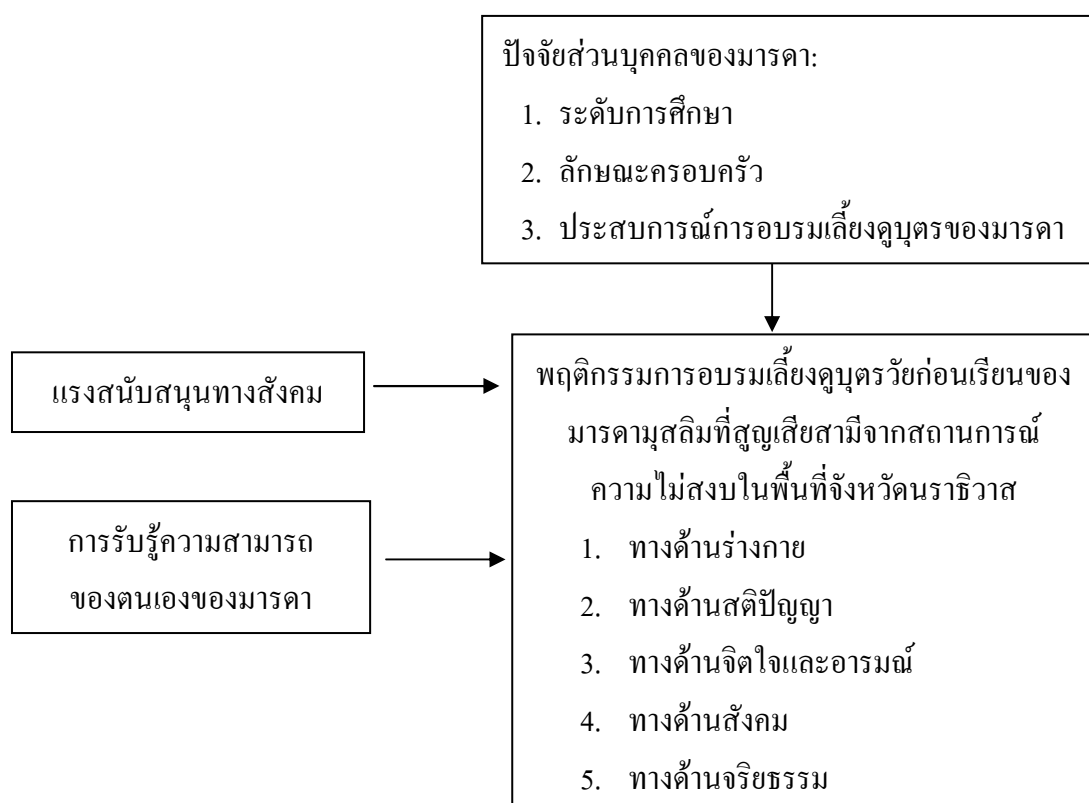 ปัจจัยส่วนบุคคลของมารดา:
1. ระดับการศึกษา
2. ลักษณะครอบครัว
3. ประสบการณ์การอบรมเลี้ยงดูบุตรของมารดา
แรงสนับสนุนทางสังคม
การรับรู้ความสามารถ
ของตนเองของมารดา
พฤติกรรมการอบรมเลี้ยงดูบุตรวัยก่อนเรียนของ
มารดามุสลิมที่สูญเสียสามีจากสถานการณ์
ความไม่สงบในพื้นที่จังหวัดนราธิวาส
1. ทางด้านร่างกาย
2. ทางด้านสติปัญญา
3. ทางด้านจิตใจและอารมณ์
4. ทางด้านสังคม
5. ทางด้านจริยธรรม